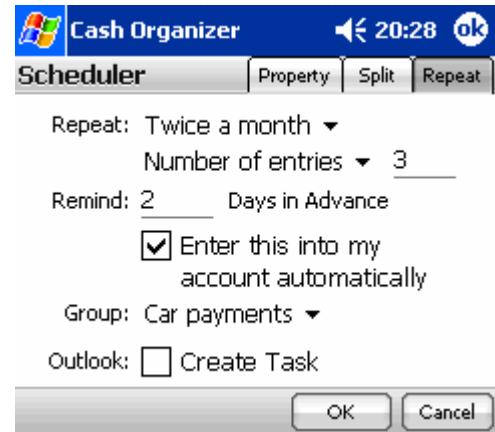 Cash Organizer 20:28 ok
Scheduler Property Split Repeat
Repeat: Twice a month
Number of entries 3
Remind: 2 Days in Advance
Enter this into my
account automatically
Group: Car payments
Outlook: Create Task
OK Cancel